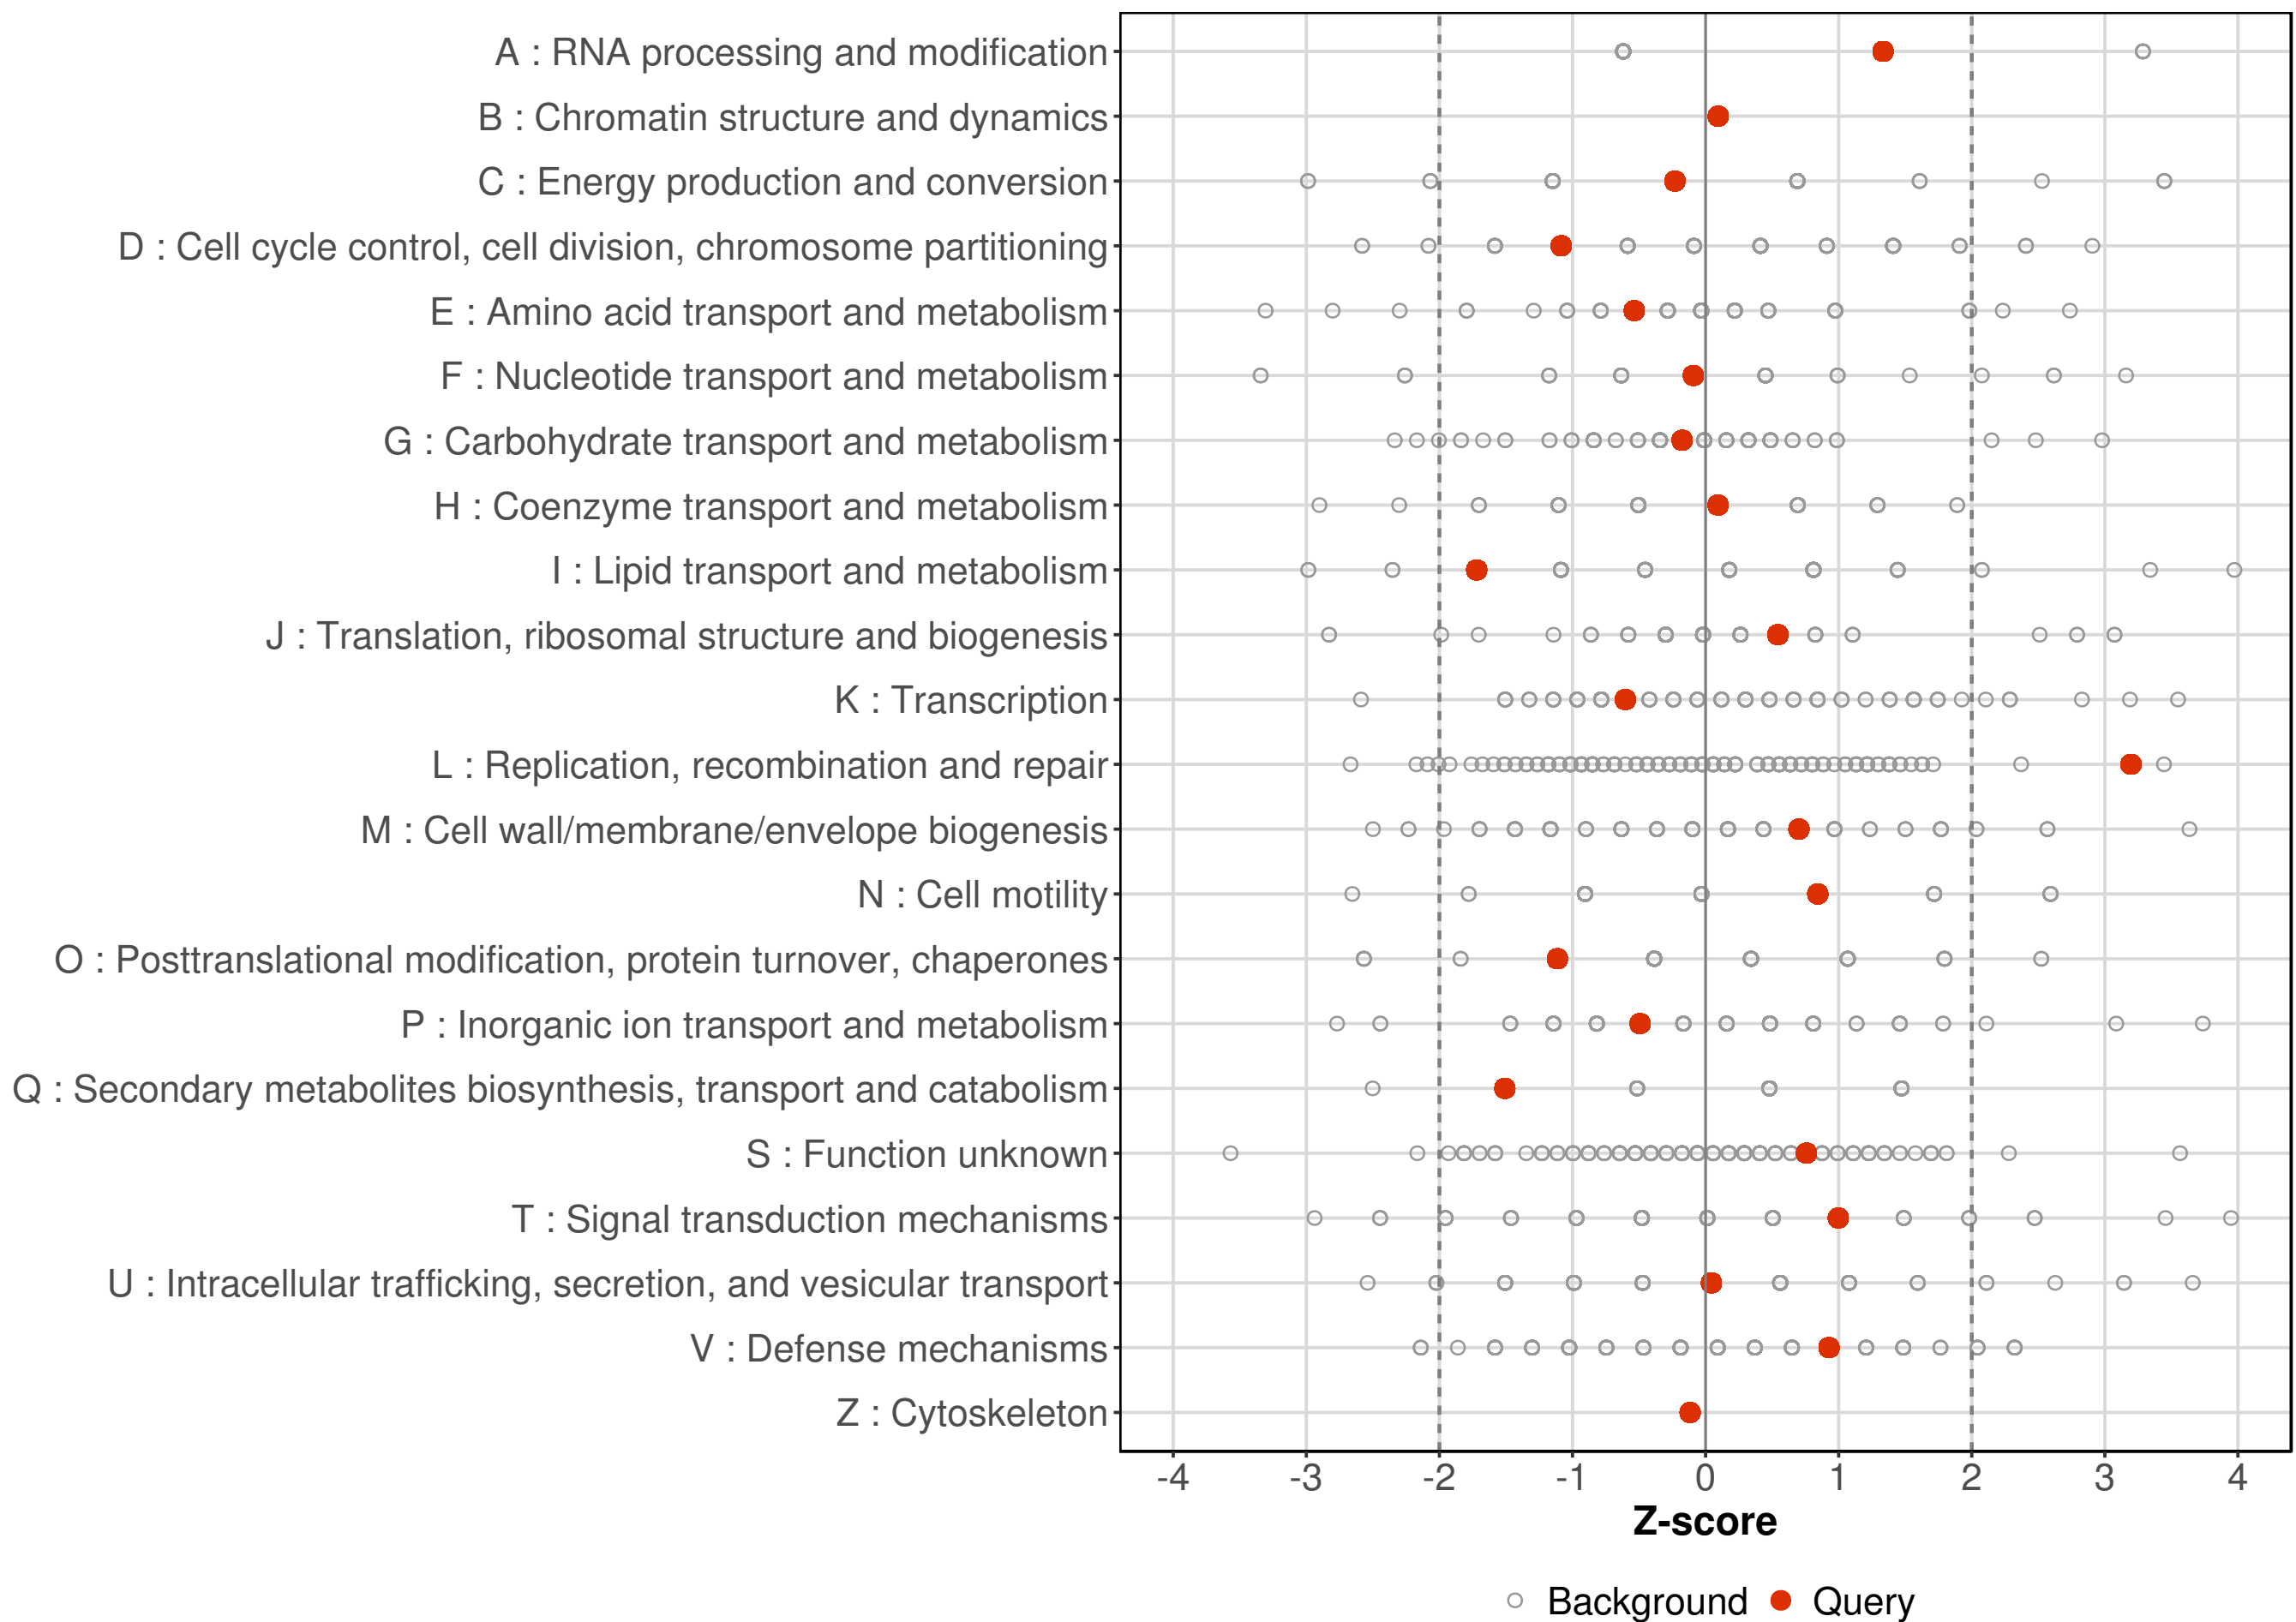 A : RNA processing and modification
B : Chromatin structure and dynamics
C : Energy production and conversion
D : Cell cycle control, cell division, chromosome partitioning
E : Amino acid transport and metabolism
F : Nucleotide transport and metabolism
G : Carbohydrate transport and metabolism
H : Coenzyme transport and metabolism
I : Lipid transport and metabolism
J : Translation, ribosomal structure and biogenesis
K : Transcription
L : Replication, recombination and repair
M : Cell wall/membrane/envelope biogenesis
N : Cell motility
O : Posttranslational modification, protein turnover, chaperones
P : Inorganic ion transport and metabolism
Q : Secondary metabolites biosynthesis, transport and catabolism
S : Function unknown
T : Signal transduction mechanisms
U : Intracellular trafficking, secretion, and vesicular transport
V : Defense mechanisms
Z : Cytoskeleton
-4 -3 -2 -1 0 1 2 3 4
Z-score
Background Query